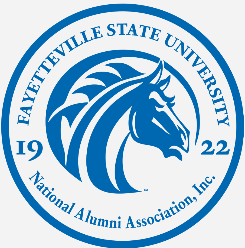 FAYETTEVILLE STATE UNIVERSITY
19 22
National Alumni Association, Inc.